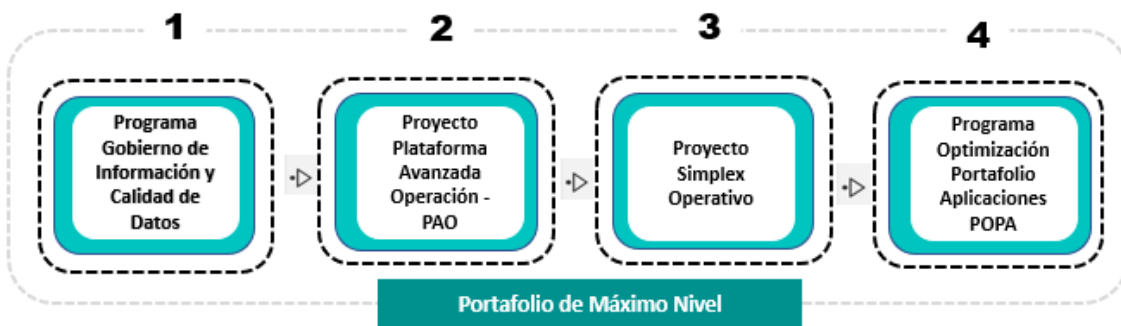 1
2
3
4
Programa
Gobierno de
Información y
Calidad de
Datos
Proyecto
Plataforma
Avanzada
Operación -
PAO
Proyecto
Simplex
Operativo
Programa
Optimización
Portafolio
Aplicaciones
POPA
Portafolio de Máximo Nivel